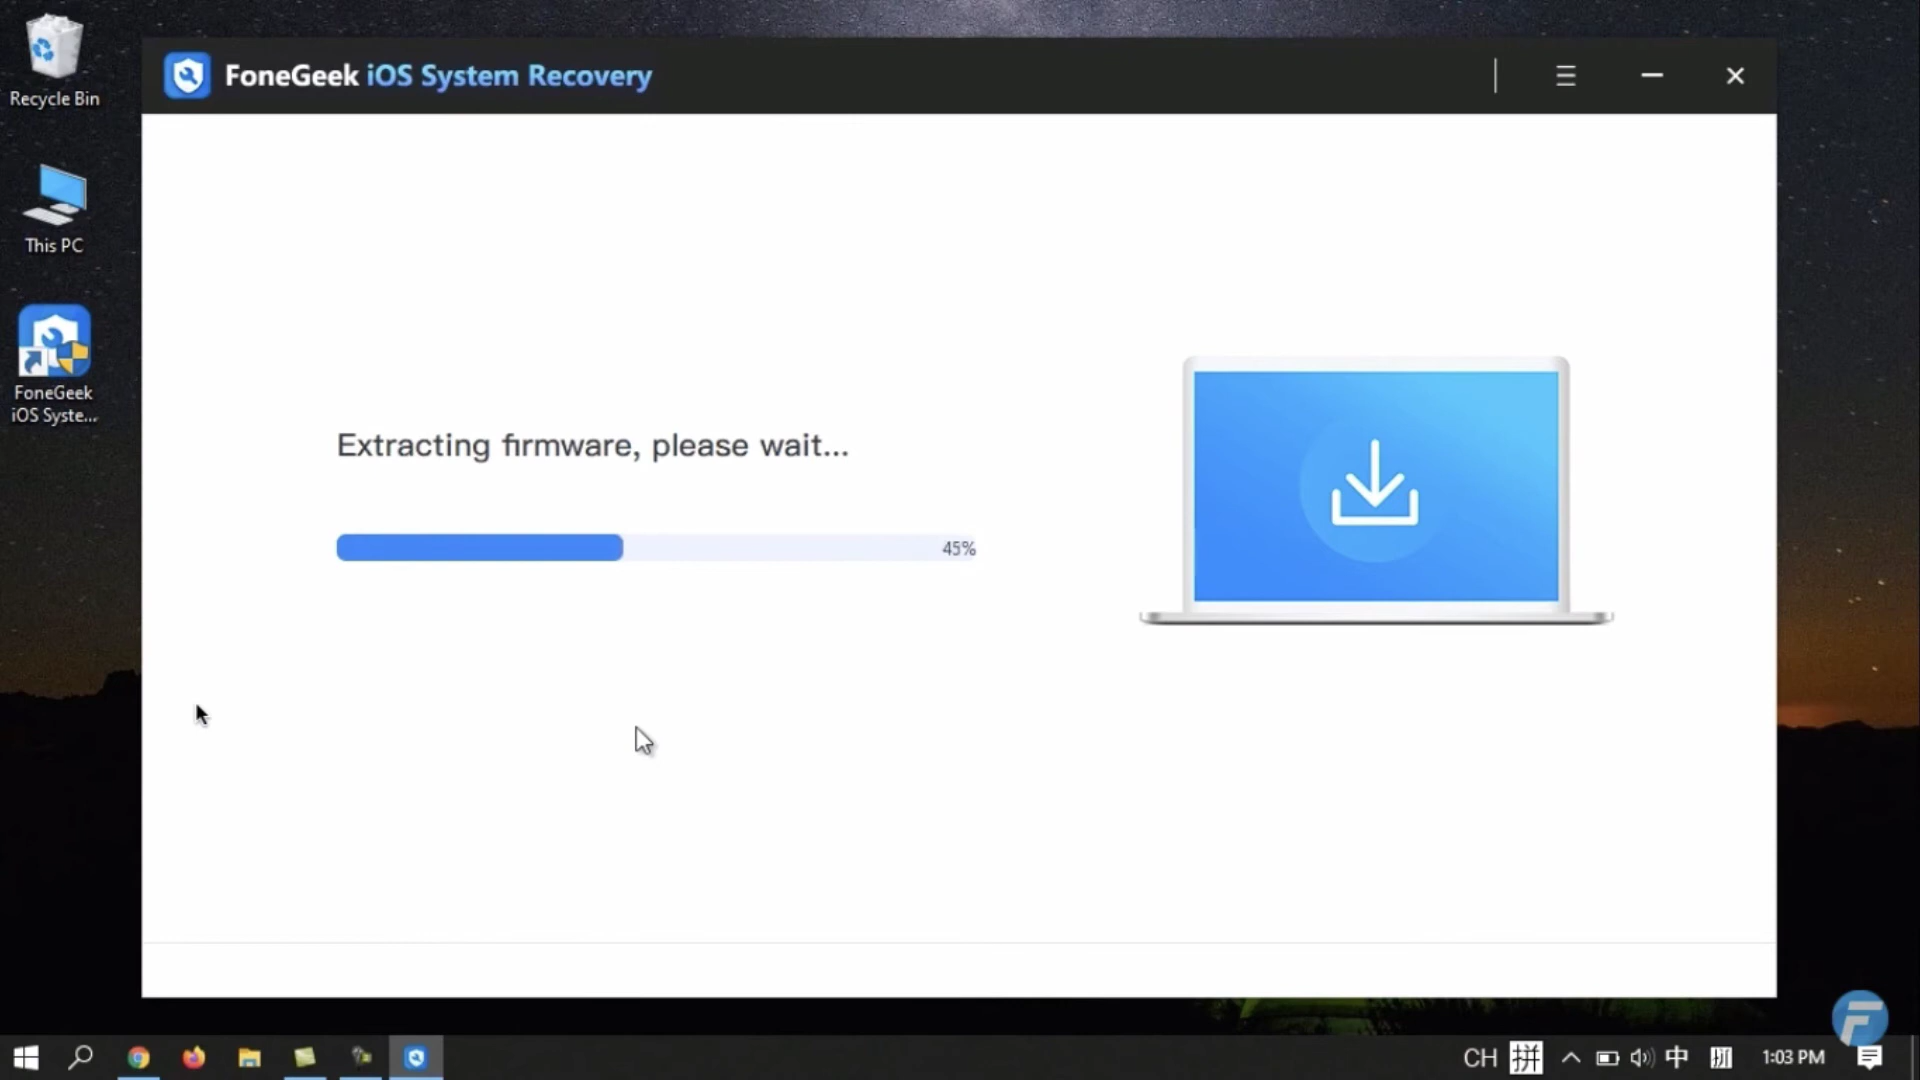 Recycle Bin
This PC
FoneGeek
iOS Syste...
FoneGeek iOS System Recovery
Extracting firmware, please wait...
45%
CH 拼 中 拼 1:03 PM